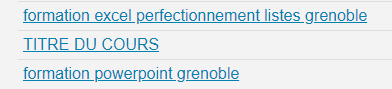 formation excel perfectionnement listes grenoble
TITRE DU COURS
formation powerpoint grenoble